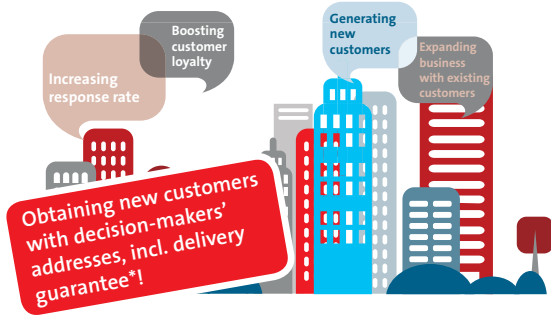 Boosting
customer
loyalty
Generating
new
customers
Increasing
response rate
Expanding
business
with existing
customers
Obtaining new customers
with decision-makers’
addresses, incl. delivery
guarantee*!